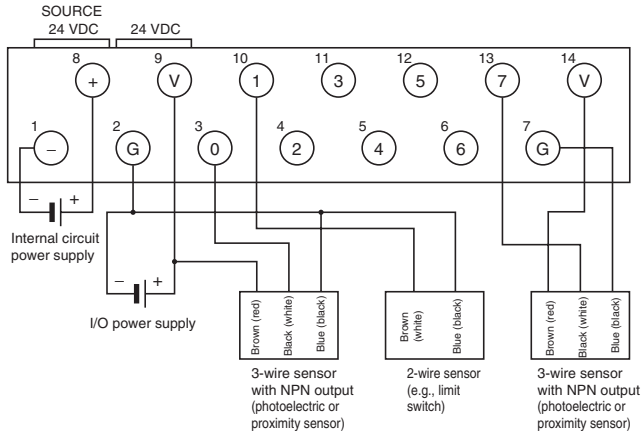 SOURCE
24 VDC 24 VDC
8 9 10 11 12 13 14
+ V 1 3 5 7 V
1 2 3 4 5 6 7
– G 0 2 4 6 G
– +
Internal circuit
power supply
– +
I/O power supply
Brown (red)
Black (white)
Blue (black)
3-wire sensor
with NPN output
(photoelectric or
proximity sensor)
Brown
(white)
Blue (black)
2-wire sensor
(e.g., limit
switch)
Brown (red)
Black (white)
Blue (black)
3-wire sensor
with NPN output
(photoelectric or
proximity sensor)